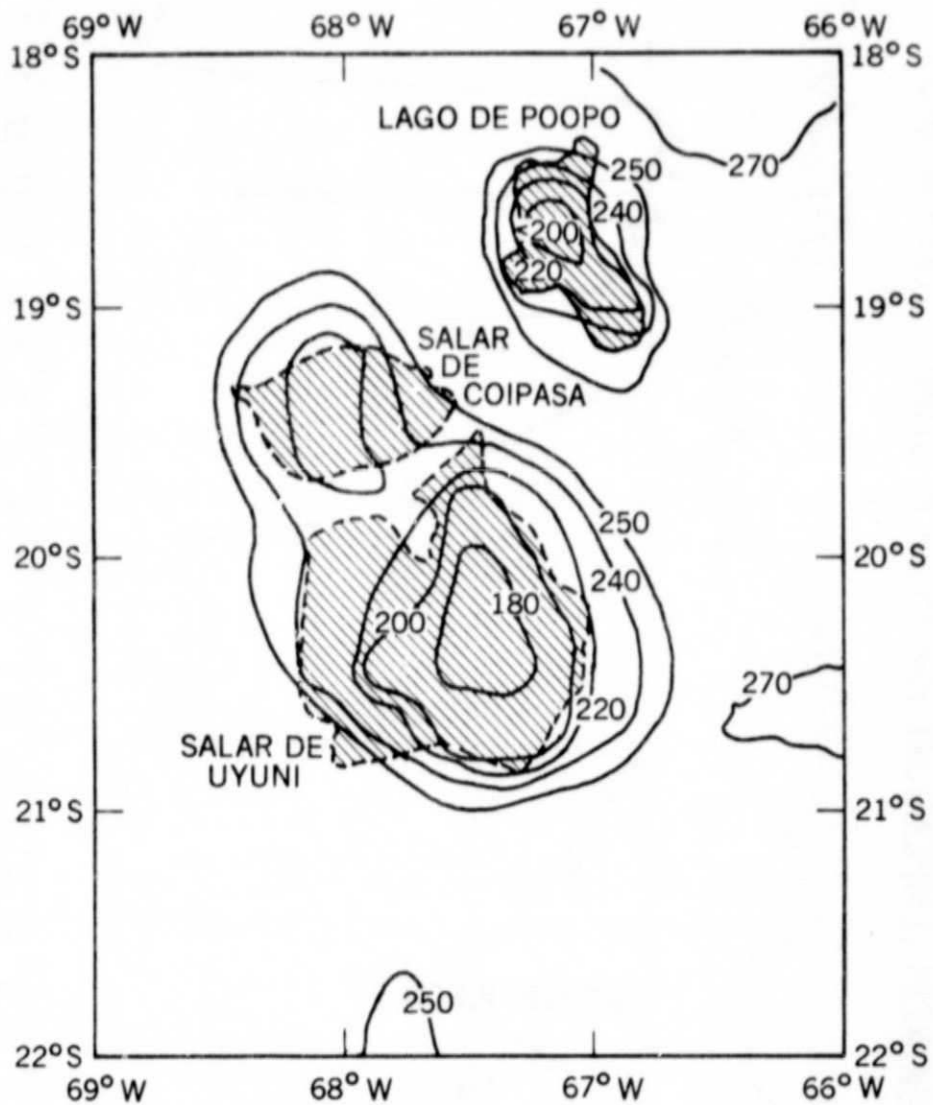 69°W 68°W 67°W 66°W
18°S 18°S
LAGO DE POOPO
250
270
240
200
220
19°S 19°S
SALAR
DE
COIPASA
250
20°S 20°S
240
180
200
270
220
SALAR DE
UYUNI
21°S 21°S
250
22°S 22°S
69°W 68°W 67°W 66°W